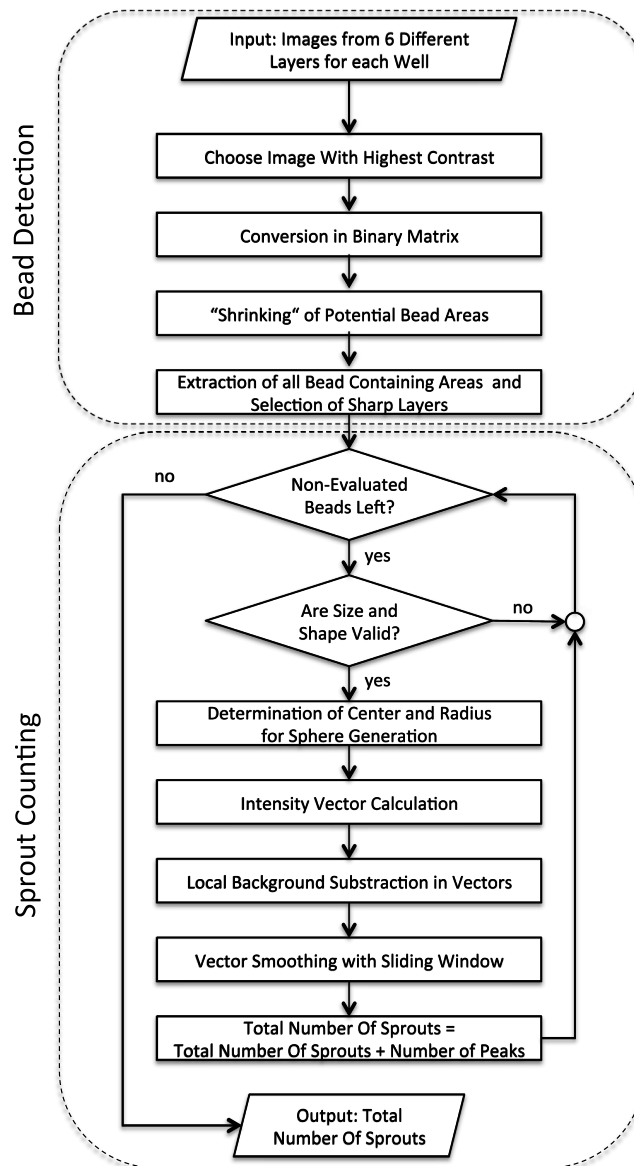 Bead Detection
Input: Images from 6 Different
Layers for each Well
Choose Image With Highest Contrast
Conversion in Binary Matrix
“Shrinking“ of Potential Bead Areas
Extraction of all Bead Containing Areas and
Selection of Sharp Layers
Sprout Counting
no
Non-Evaluated
Beads Left?
yes
Are Size and
Shape Valid?
no
yes
Determination of Center and Radius
for Sphere Generation
Intensity Vector Calculation
Local Background Substraction in Vectors
Vector Smoothing with Sliding Window
Total Number Of Sprouts =
Total Number Of Sprouts + Number of Peaks
Output: Total
Number Of Sprouts